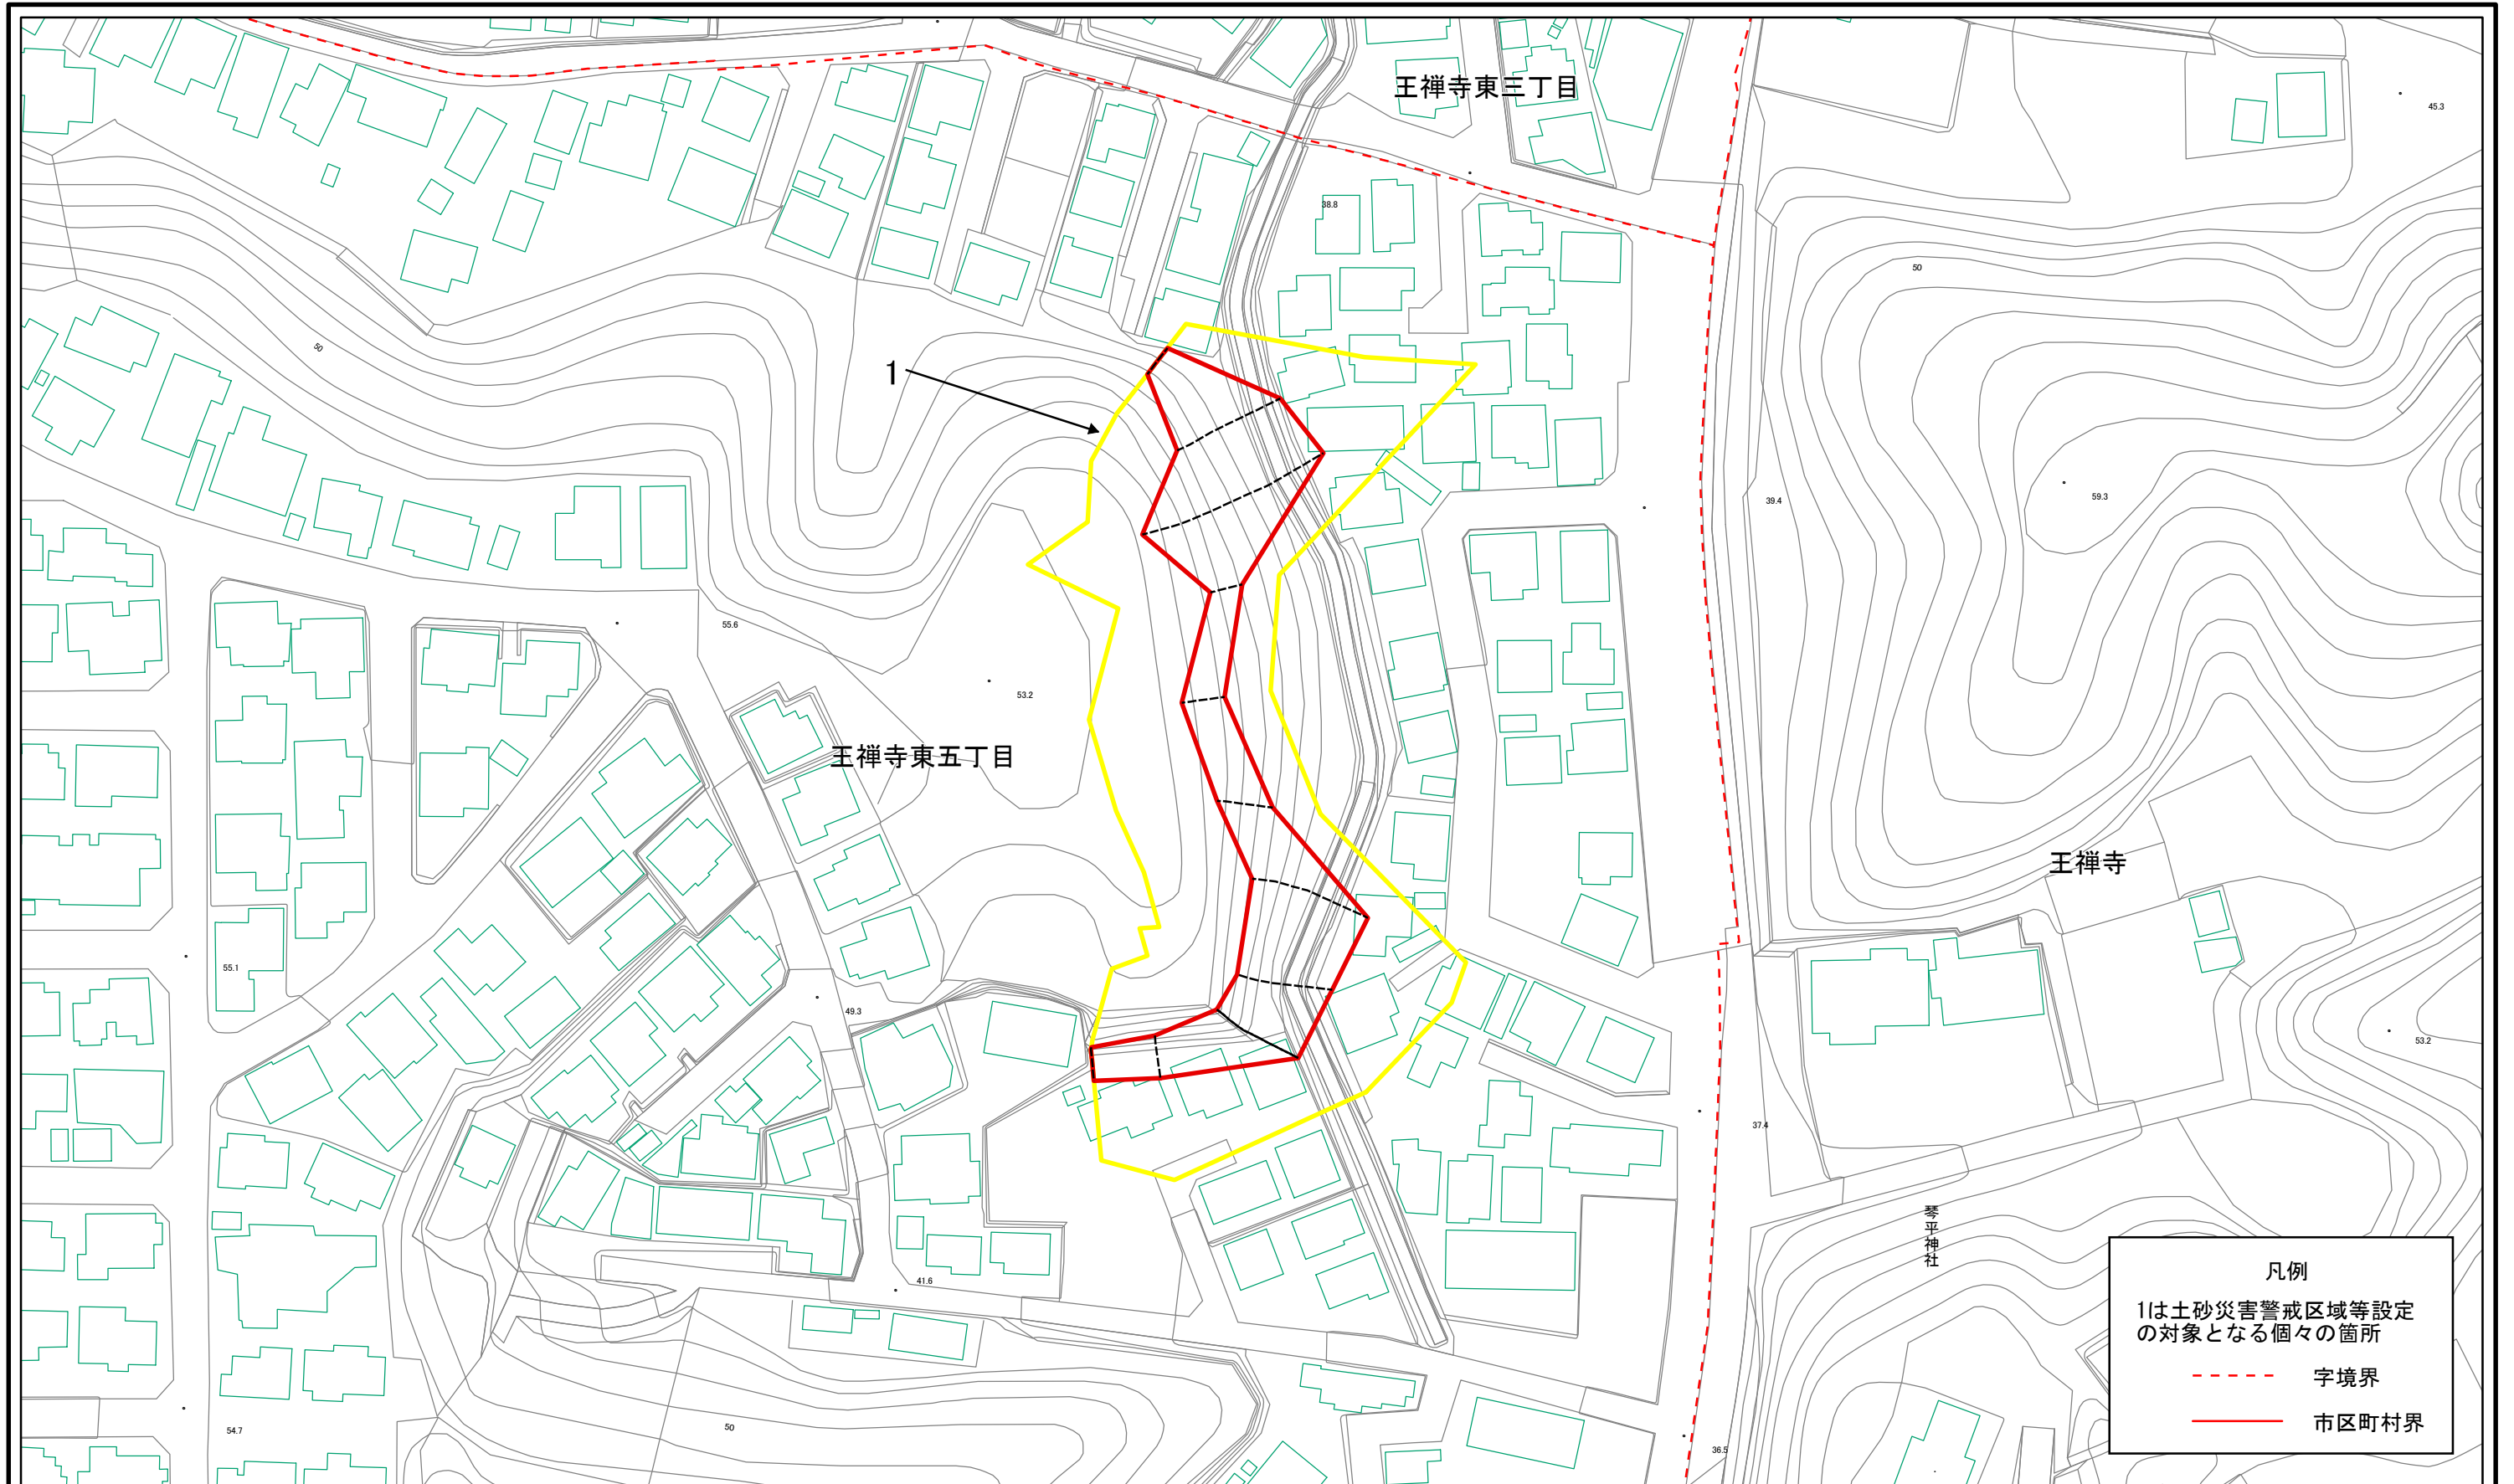 王禅寺東三丁目
45.3
38.8
50
50
1
39.4
59.3
55.6
53.2
王禅寺東五丁目
王禅寺
55.1
49.3
53.2
37.4
琴平神社
41.6
50
54.7
36.5
凡例
1は土砂災害警戒区域等設定
の対象となる個々の箇所
字境界
市区町村界